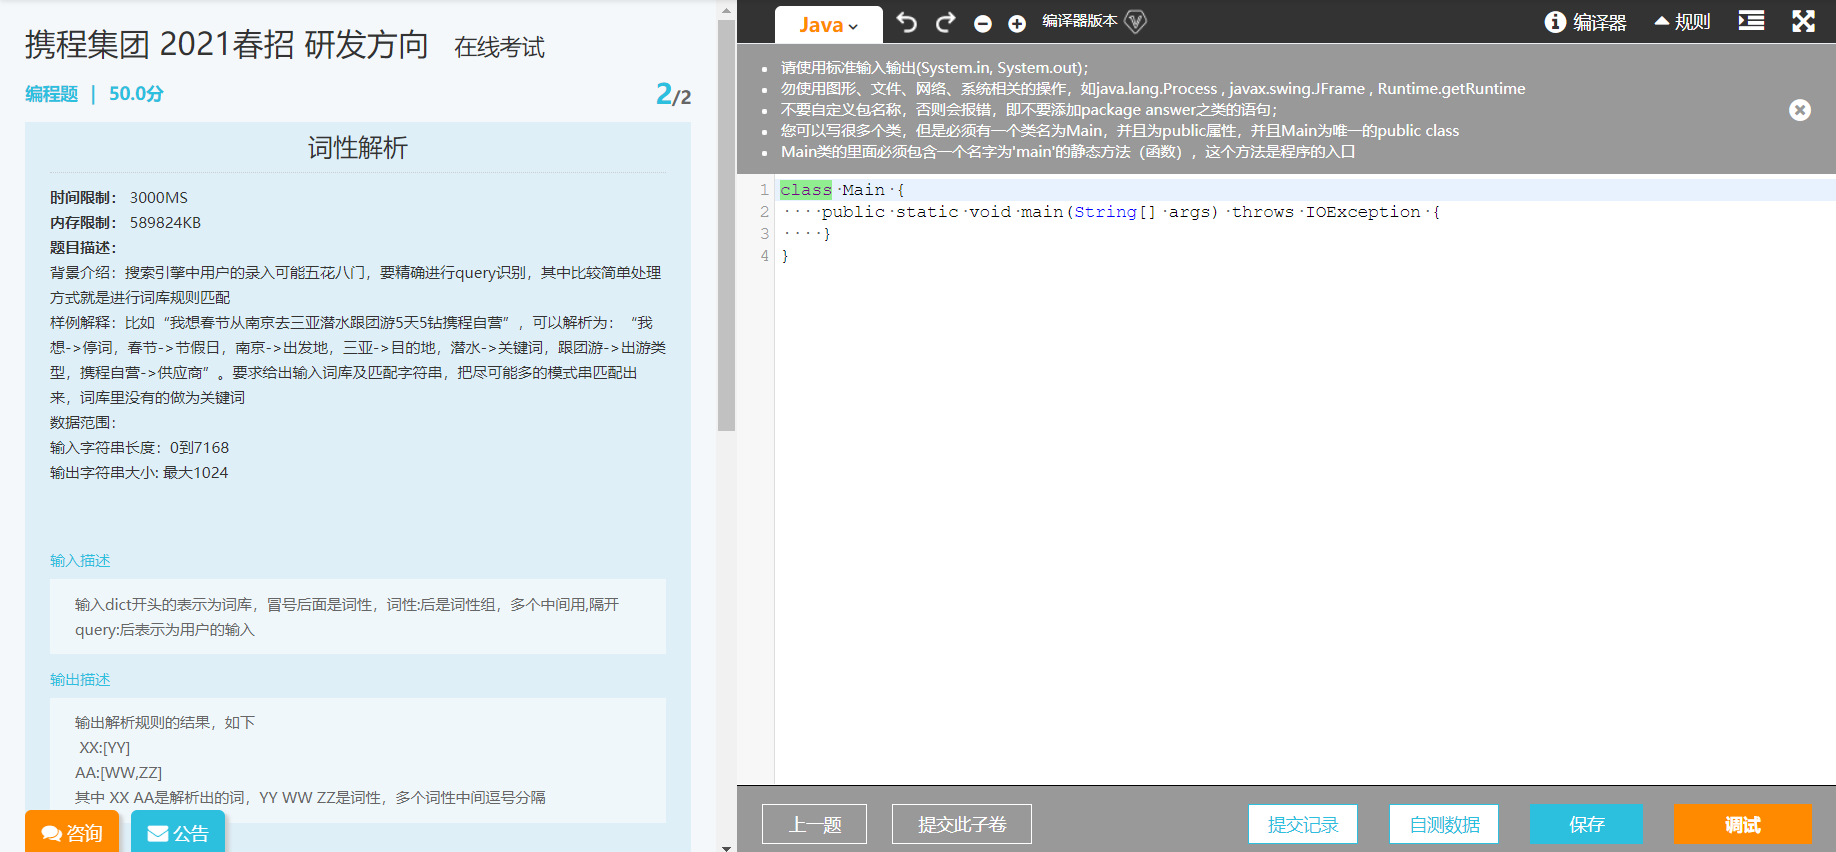 携程集团 2021春招 研发方向 在线考试
编程题 | 50.0分
2/2
词性解析
时间限制： 3000MS
内存限制： 589824KB
题目描述：
背景介绍：搜索引擎中用户的录入可能五花八门，要精确进行query识别，其中比较简单处理
方式就是进行词库规则匹配
样例解释：比如“我想春节从南京去三亚潜水跟团游5天5钻携程自营”，可以解析为：“我
想->停词，春节->节假日，南京->出发地，三亚->目的地，潜水->关键词，跟团游->出游类
型，携程自营->供应商”。要求给出输入词库及匹配字符串，把尽可能多的模式串匹配出
来，词库里没有的做为关键词
数据范围：
输入字符串长度：0到7168
输出字符串大小: 最大1024
输入描述
输入dict开头的表示为词库，冒号后面是词性，词性:后是词性组，多个中间用,隔开
query:后表示为用户的输入
输出描述
输出解析规则的结果，如下
XX:[YY]
AA:[WW,ZZ]
其中 XX AA是解析出的词，YY WW ZZ是词性，多个词性中间逗号分隔
咨询
公告
Java
编译器版本
编译器
规则
请使用标准输入输出(System.in, System.out)；
勿使用图形、文件、网络、系统相关的操作，如java.lang.Process , javax.swing.JFrame , Runtime.getRuntime
不要自定义包名称，否则会报错，即不要添加package answer之类的语句；
您可以写很多个类，但是必须有一个类名为Main，并且为public属性，并且Main为唯一的public class
Main类的里面必须包含一个名字为'main'的静态方法（函数），这个方法是程序的入口
1 class·Main·{
2 ····public·static·void·main(String[]·args)·throws·IOException·{
3 ····}
4 }
上一题
提交此子卷
提交记录
自测数据
保存
调试